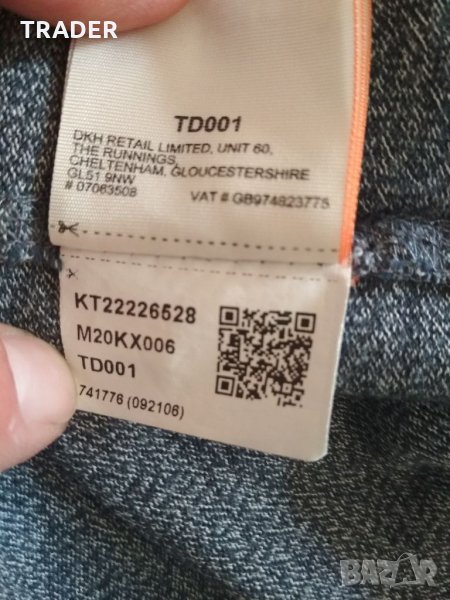 TRADER
TD001
DKH RETAIL LIMITED, UNIT 60,
THE RUNNINGS,
CHELTENHAM, GLOUCESTERSHIRE
GL51 9NW
# 07063508 VAT # GB974823775
KT22226528
M20KX006
TD001
741776 (092106)
BAZAR